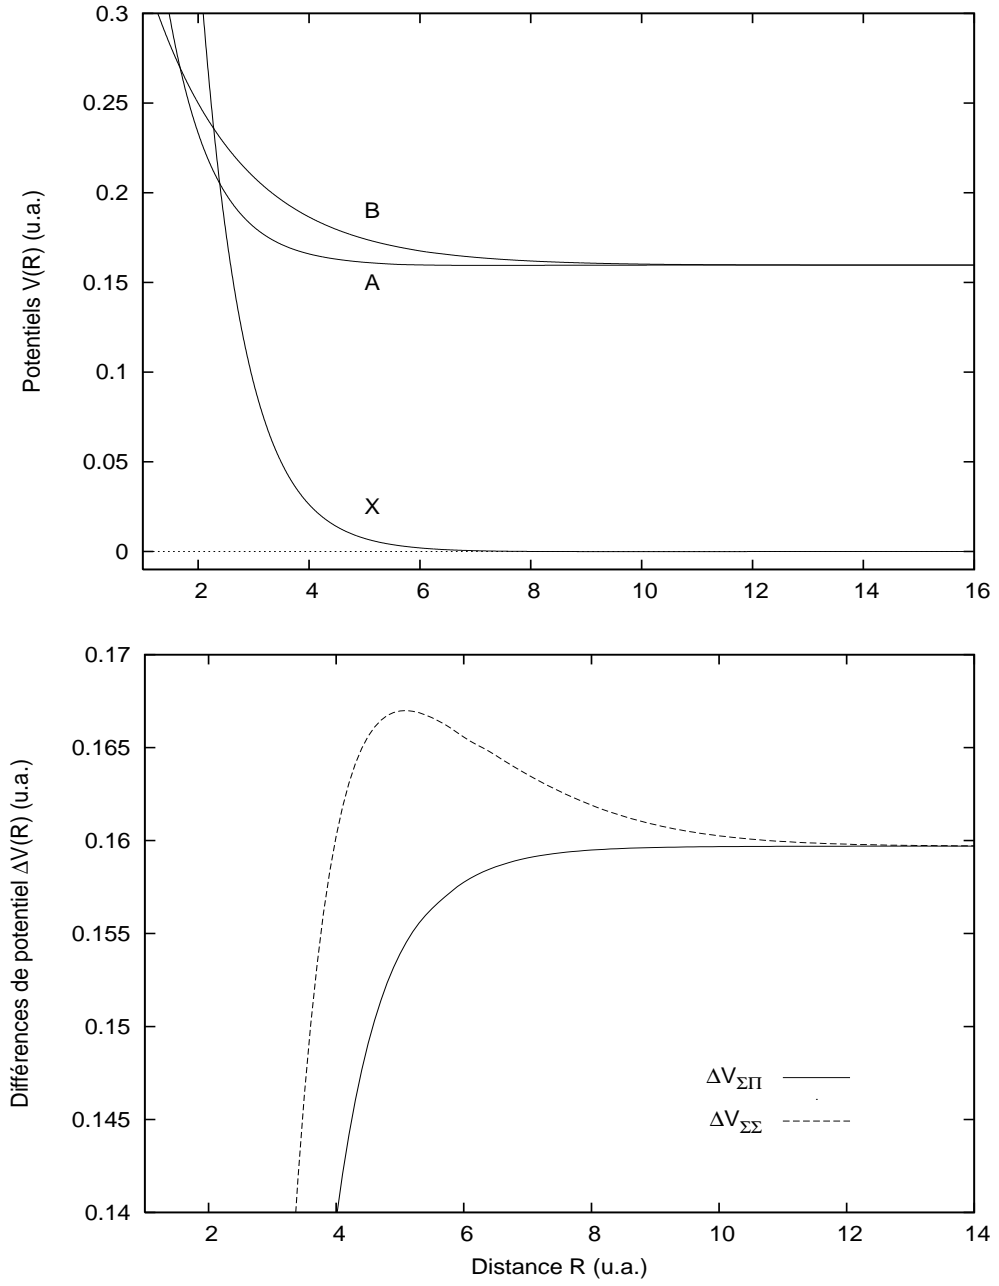 0.3
0.25
0.2
0.15
0.1
0.05
0
Potentiels V(R) (u.a.)
B
A
X
2 4 6 8 10 12 14 16
0.17
0.165
0.16
0.155
0.15
0.145
0.14
Différences de potentiel ΔV(R) (u.a.)
ΔV_ΣΠ
ΔV_ΣΣ
2 4 6 8 10 12 14
Distance R (u.a.)